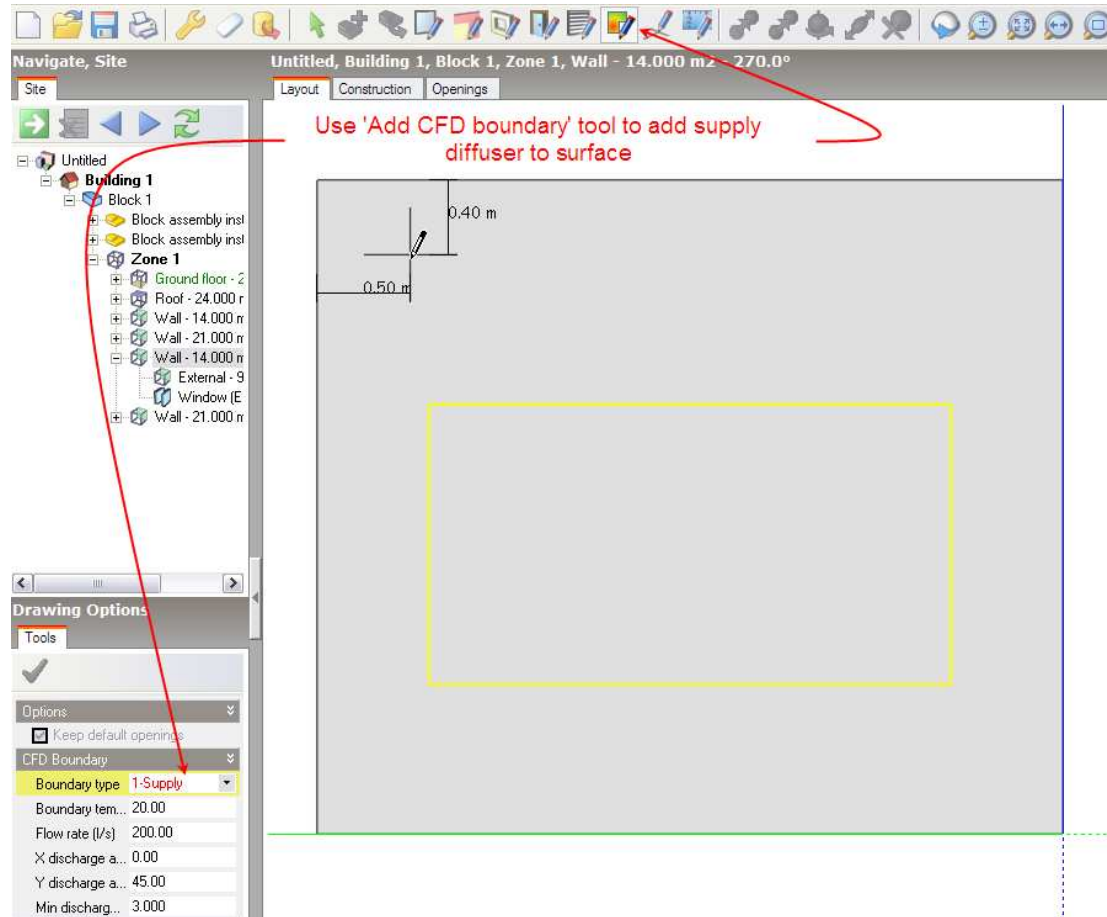 Navigate, Site
Untitled, Building 1, Block 1, Zone 1, Wall - 14.000 m2 - 270.0°
Site
Layout Construction Openings
Use 'Add CFD boundary' tool to add supply
diffuser to surface
Untitled
Building 1
Block 1
Block assembly inst
Block assembly inst
Zone 1
Ground floor - 2
Roof - 24.000 r
Wall - 14.000 m
Wall - 21.000 m
Wall - 14.000 m
External - 9
Window (E
Wall - 21.000 m
0.40 m
0.50 m
Drawing Options
Tools
Options
Keep default openings
CFD Boundary
Boundary type 1-Supply
Boundary tem... 20.00
Flow rate (l/s) 200.00
X discharge a... 0.00
Y discharge a... 45.00
Min discharg... 3.000